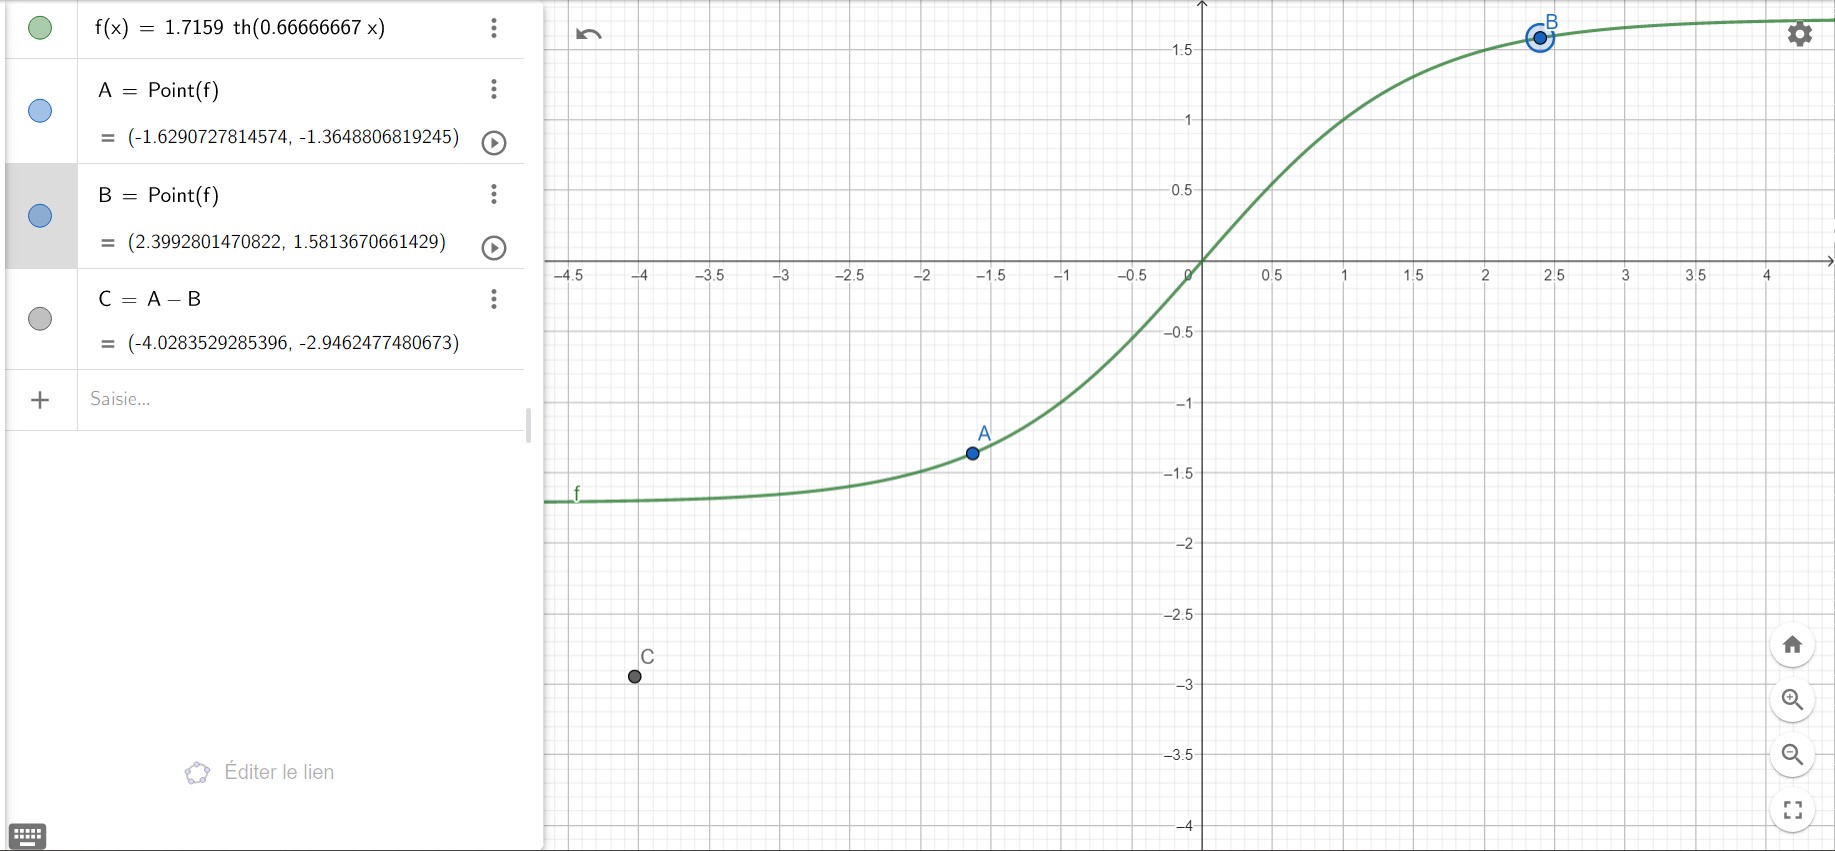 f(x) = 1.7159 th(0.66666667 x)
A = Point(f)
= (-1.6290727814574, -1.3648806819245)
B = Point(f)
= (2.3992801470822, 1.5813670661429)
C = A – B
= (-4.0283529285396, -2.9462477480673)
+ Saisie...
Éditer le lien
B
1.5
1
0.5
–4.5 –4 –3.5 –3 –2.5 –2 –1.5 –1 –0.5 0 0.5 1 1.5 2 2.5 3 3.5 4
–0.5
–1
A
–1.5
f
–2
–2.5
C
–3
–3.5
–4